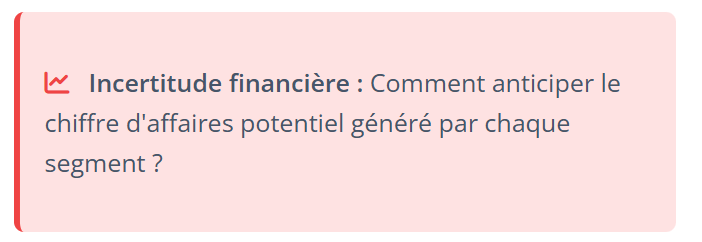 Incertitude financière : Comment anticiper le
chiffre d'affaires potentiel généré par chaque
segment ?